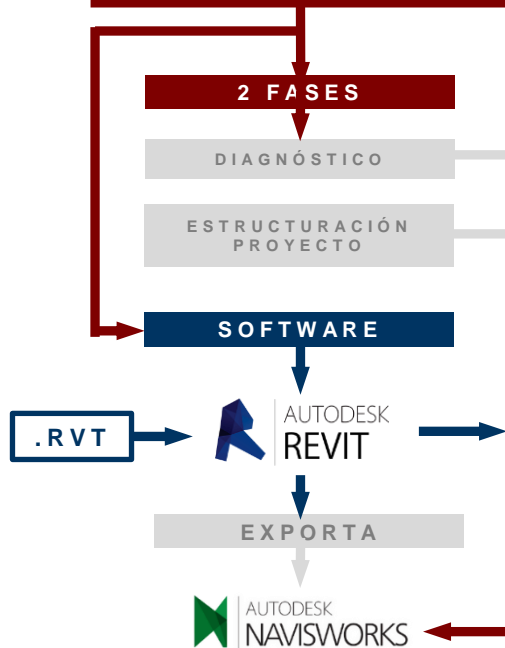 2 FASES
DIAGNÓSTICO
ESTRUCTURACIÓN
PROYECTO
SOFTWARE
.RVT
AUTODESK
REVIT
EXPORTA
AUTODESK
NAVISWORKS